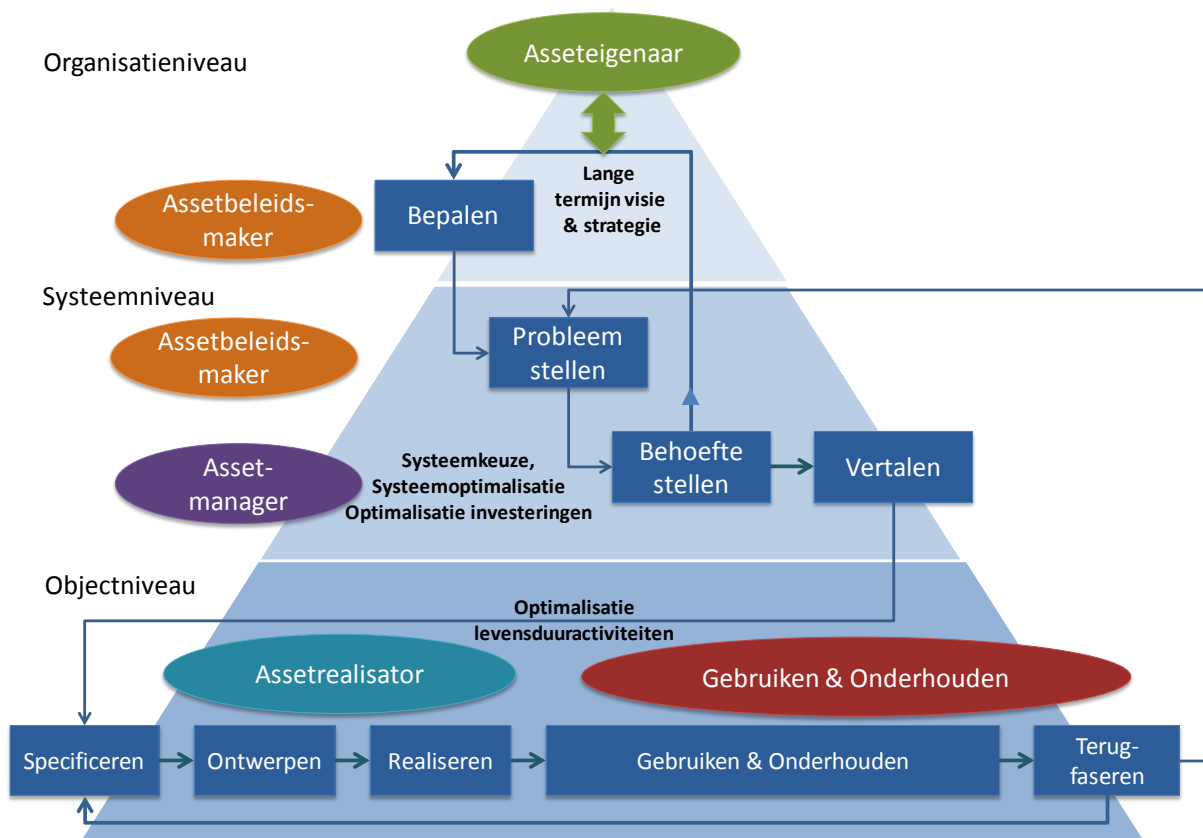 Organisatieniveau
Asseteigenaar
Lange
termijn visie
& strategie
Assetbeleids-
maker
Bepalen
Systeemniveau
Assetbeleids-
maker
Probleem
stellen
Asset-
manager
Systeemkeuze,
Systeemoptimalisatie
Optimalisatie investeringen
Behoefte
stellen
Vertalen
Objectniveau
Optimalisatie
levensduuractiviteiten
Assetrealisator
Gebruiken & Onderhouden
Specificeren
Ontwerpen
Realiseren
Gebruiken & Onderhouden
Terug-
faseren